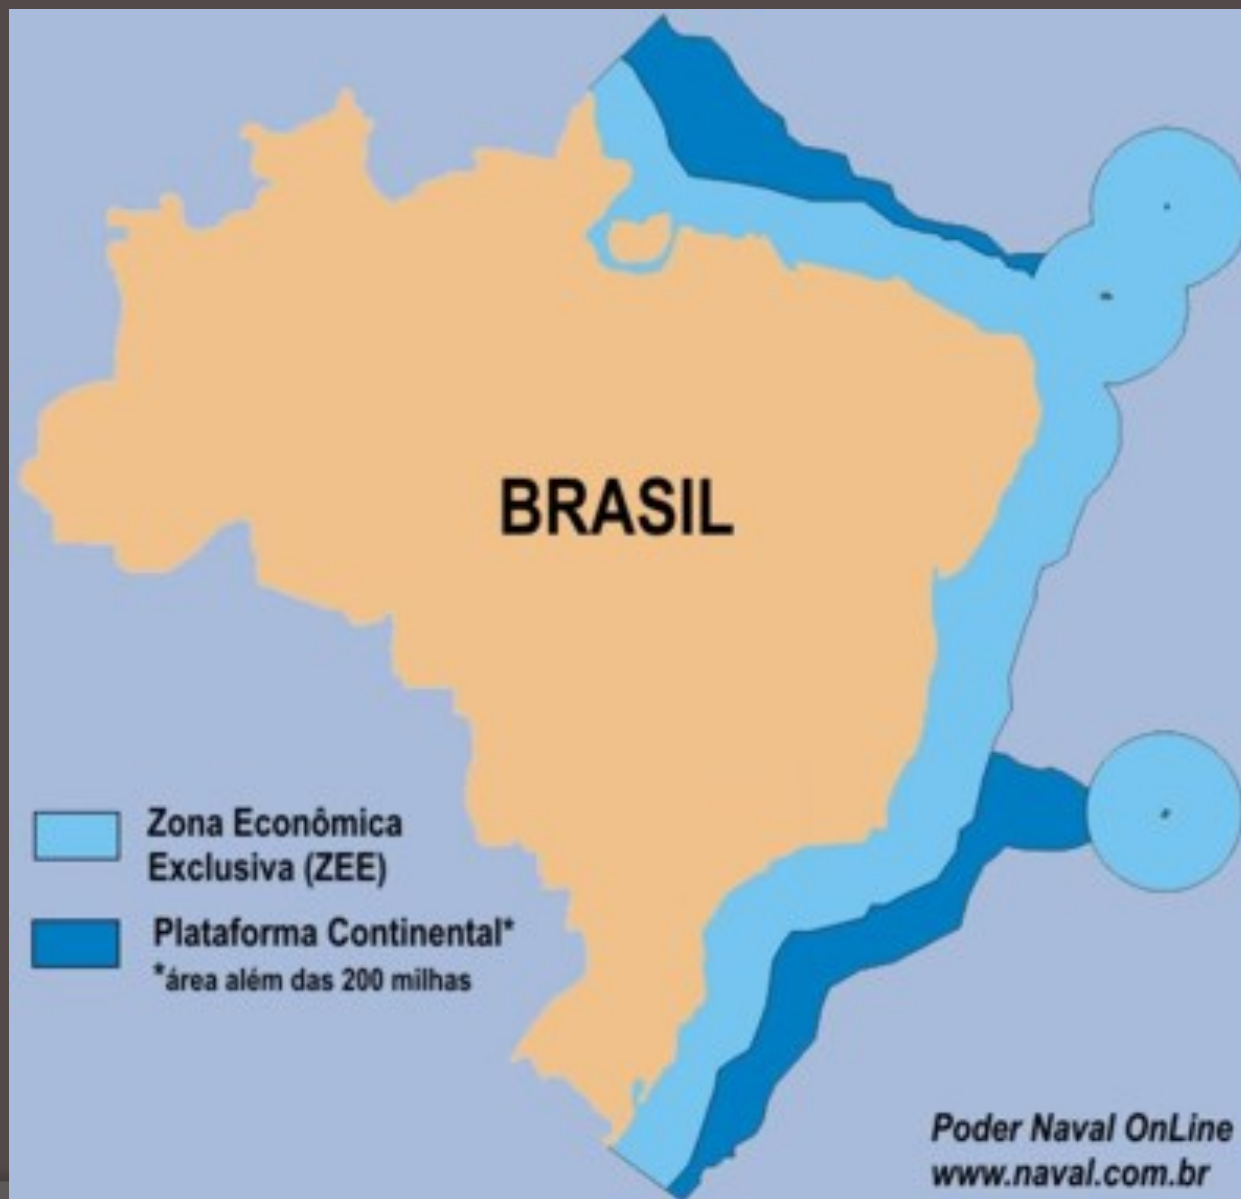 BRASIL
Zona Econômica
Exclusiva (ZEE)
Plataforma Continental*
*área além das 200 milhas
Poder Naval OnLine
www.naval.com.br